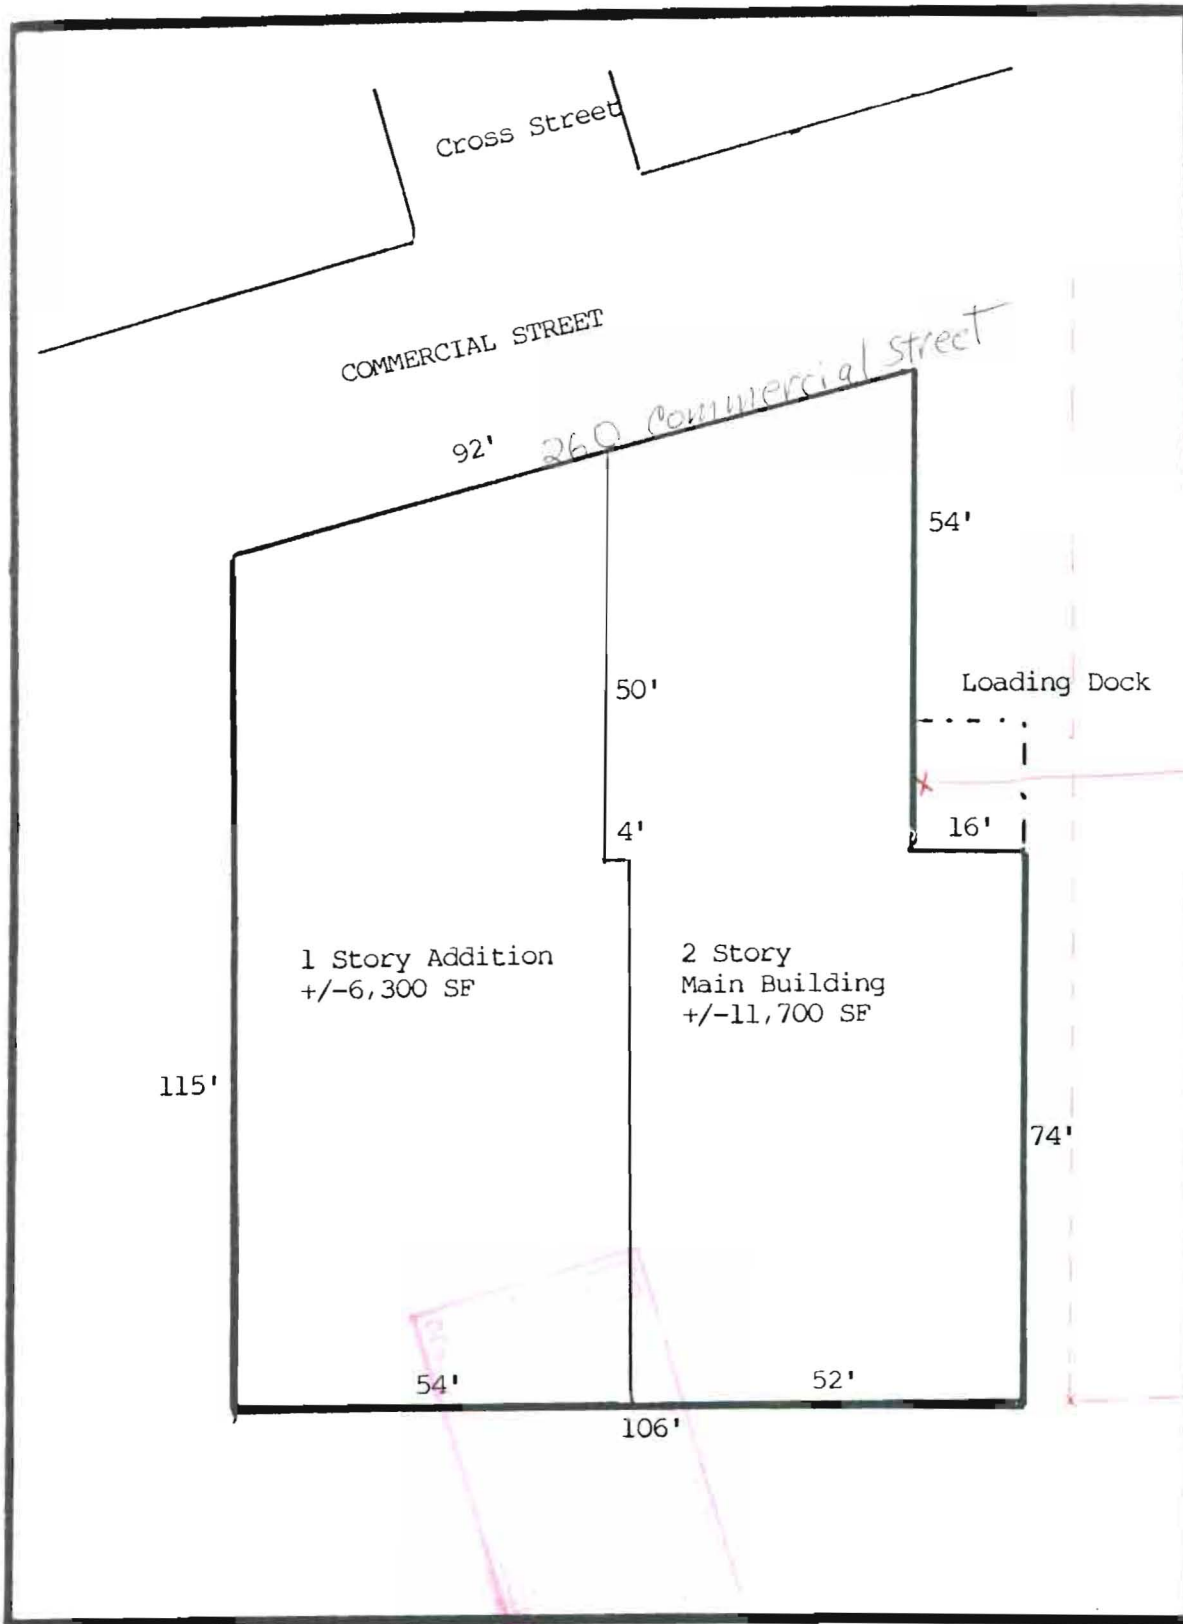 Cross Street
COMMERCIAL STREET
92'
260 Commercial Street
54'
50'
Loading Dock
4'
16'
1 Story Addition
+/-6,300 SF
2 Story
Main Building
+/-11,700 SF
115'
74'
54'
52'
106'